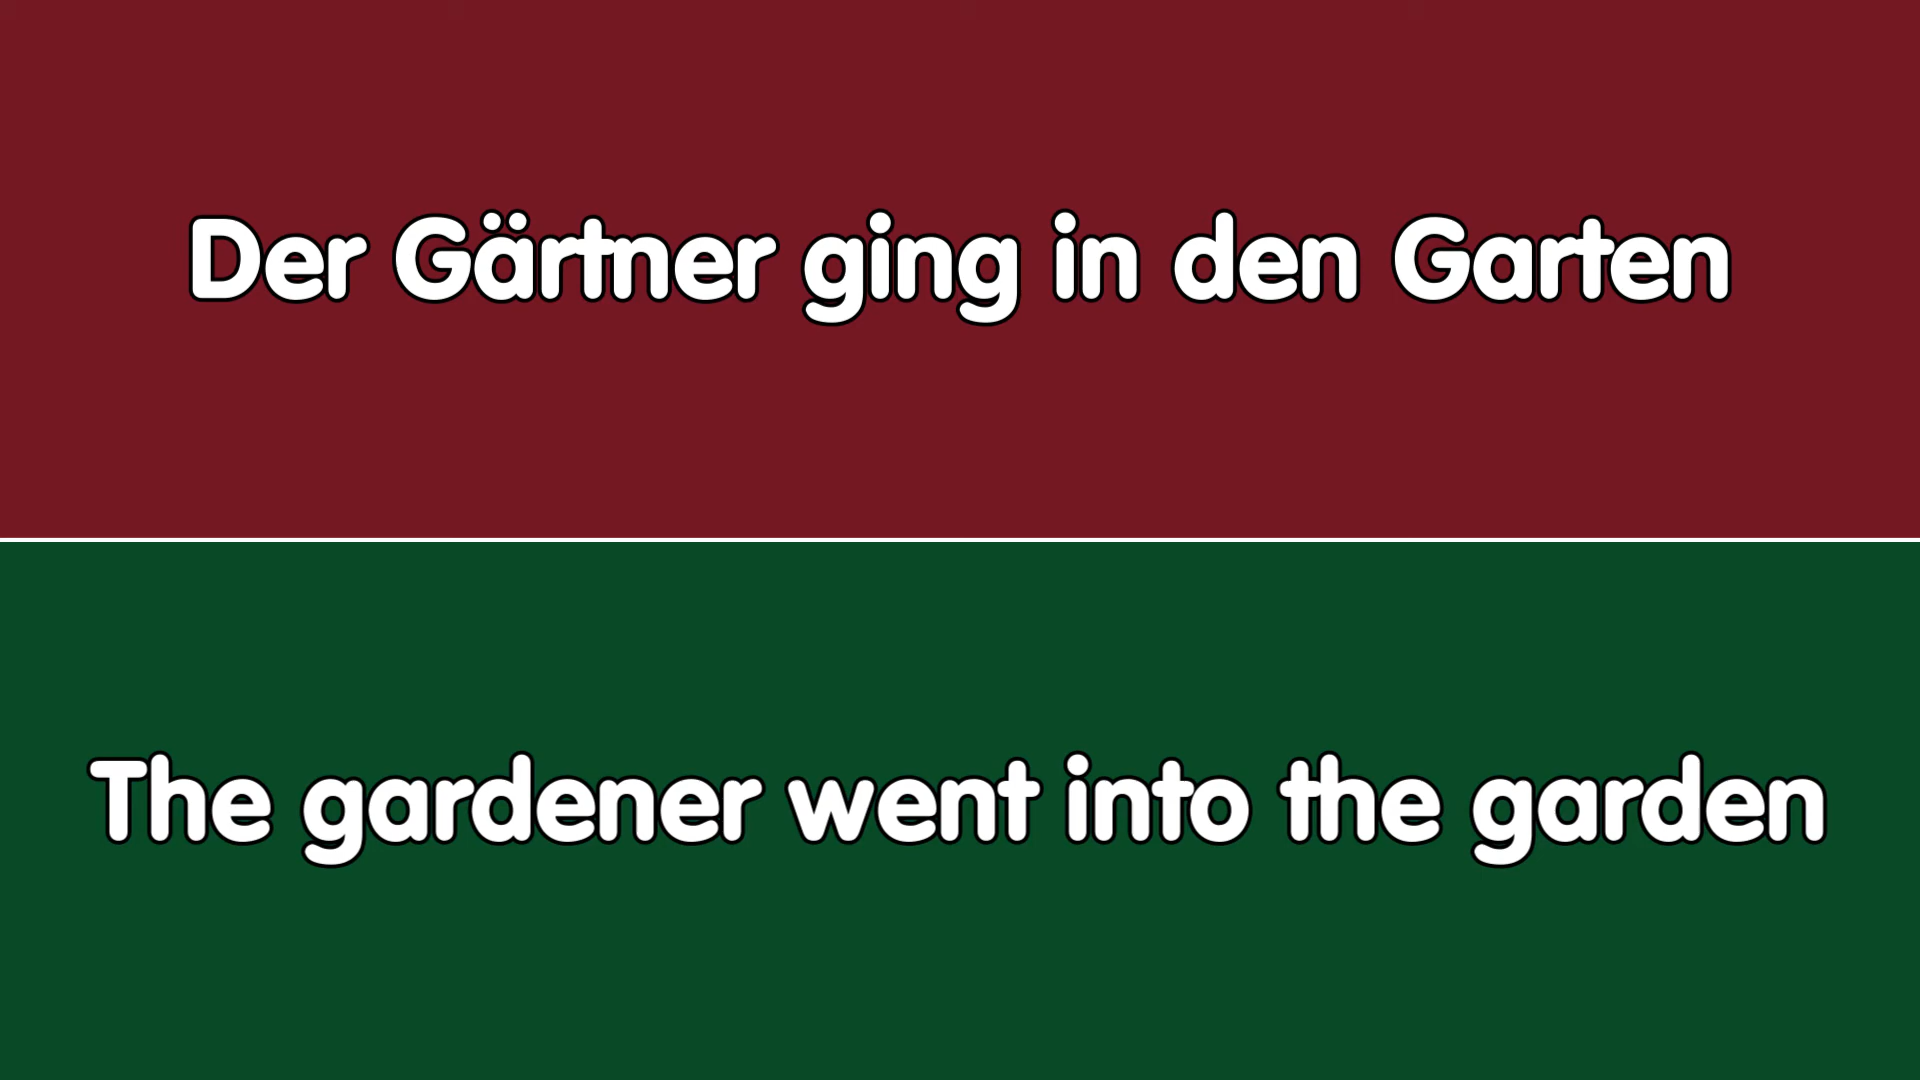 Der Gärtner ging in den Garten
The gardener went into the garden